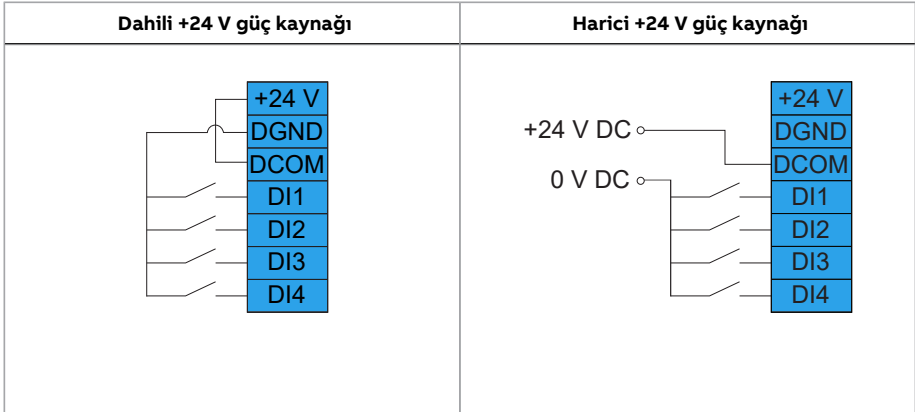 Dahili +24 V güç kaynağı
Harici +24 V güç kaynağı
+24 V
DGND
DCOM
DI1
DI2
DI3
DI4
+24 V DC
0 V DC
+24 V
DGND
DCOM
DI1
DI2
DI3
DI4